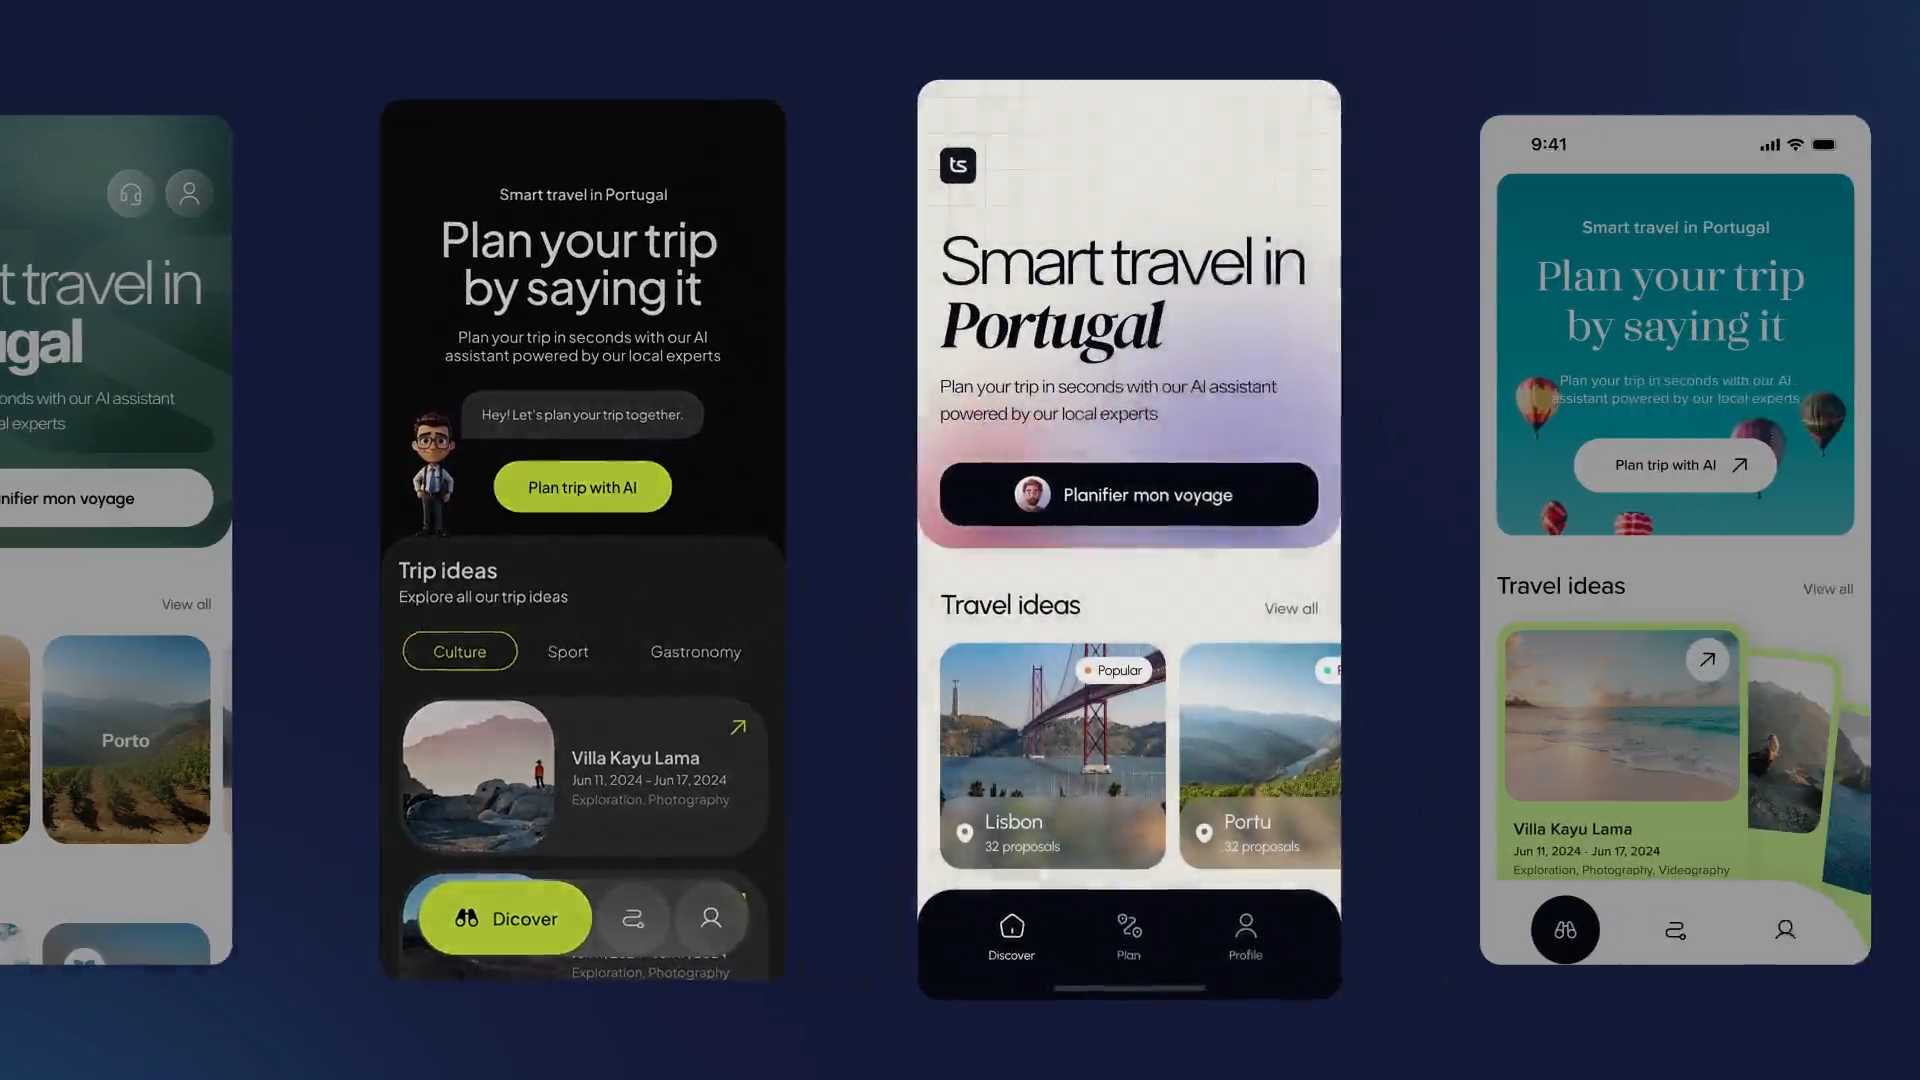 t travel in
gal
onds with our AI assistant
al experts
nifier mon voyage
View all
Porto
Smart travel in Portugal
Plan your trip
by saying it
Plan your trip in seconds with our AI
assistant powered by our local experts
Hey! Let's plan your trip together.
Plan trip with AI
Trip ideas
Explore all our trip ideas
Culture
Sport
Gastronomy
Villa Kayu Lama
Jun 11, 2024 – Jun 17, 2024
Exploration, Photography
Dicover
Exploration, Photography
ts
Smart travel in
Portugal
Plan your trip in seconds with our AI assistant
powered by our local experts
Planifier mon voyage
Travel ideas
View all
Popular
Lisbon
32 proposals
Portu
32 proposals
Discover
Plan
Profile
9:41
Smart travel in Portugal
Plan your trip
by saying it
Plan your trip in seconds with our AI
assistant powered by our local experts
Plan trip with AI
Travel ideas
View all
Villa Kayu Lama
Jun 11, 2024 - Jun 17, 2024
Exploration, Photography, Videography